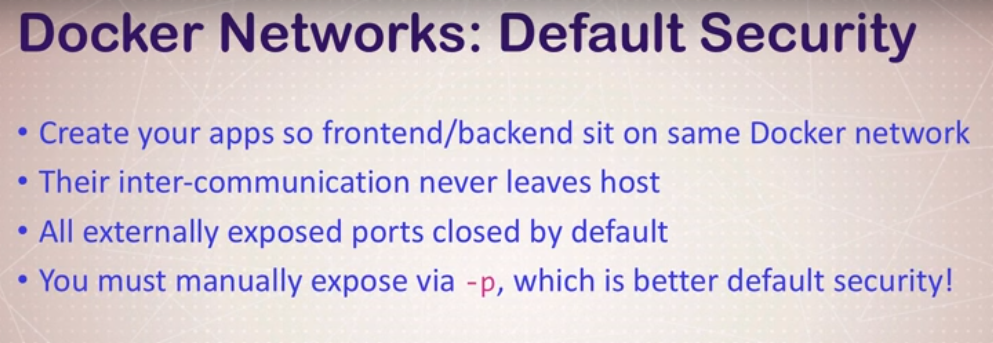 Docker Networks: Default Security
• Create your apps so frontend/backend sit on same Docker network
• Their inter-communication never leaves host
• All externally exposed ports closed by default
• You must manually expose via -p, which is better default security!